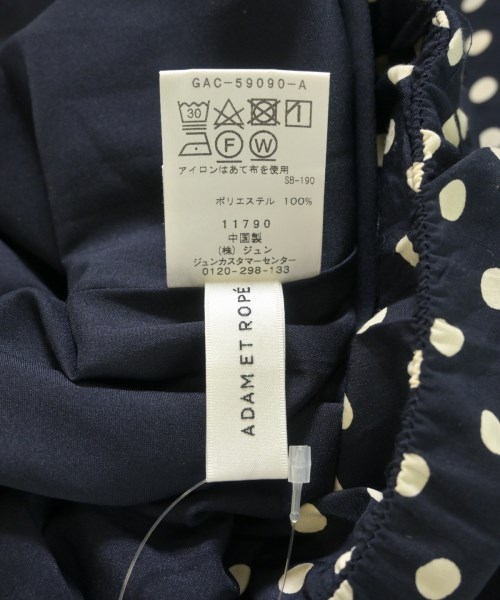 GAC-59090-A
30
F W
アイロンはあて布を使用
SB-190
ポリエステル 100%
11790
中国製
(株) ジュン
ジュンカスタマーセンター
0120-298-133
ADAM ET ROPÉ